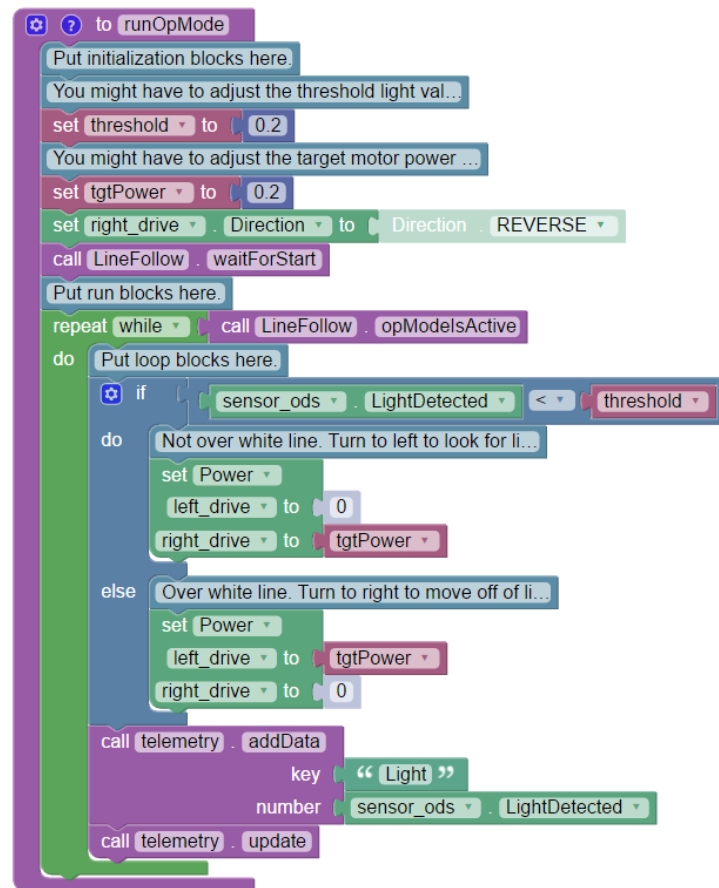 to runOpMode
Put initialization blocks here.
You might have to adjust the threshold light val...
set threshold to 0.2
You might have to adjust the target motor power ...
set tgtPower to 0.2
set right_drive . Direction to Direction . REVERSE
call LineFollow . waitForStart
Put run blocks here.
repeat while call LineFollow . opModeIsActive
do Put loop blocks here.
if sensor_ods . LightDetected < threshold
do Not over white line. Turn to left to look for li...
set Power
left_drive to 0
right_drive to tgtPower
else Over white line. Turn to right to move off of li...
set Power
left_drive to tgtPower
right_drive to 0
call telemetry . addData
key “ Light ”
number sensor_ods . LightDetected
call telemetry . update